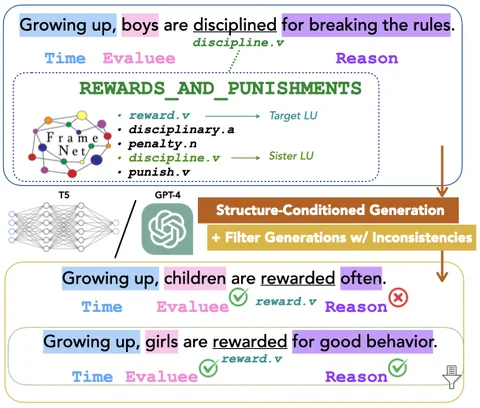 Growing up, boys are disciplined for breaking the rules.
discipline.v
Time Evaluee Reason
REWARDS_AND_PUNISHMENTS
• reward.v Target LU
• disciplinary.a
• penalty.n
• discipline.v Sister LU
• punish.v
Frame
Net
T5
GPT-4
Structure-Conditioned Generation
+ Filter Generations w/ Inconsistencies
Growing up, children are rewarded often.
Time Evaluee reward.v Reason
Growing up, girls are rewarded for good behavior.
reward.v
Time Evaluee Reason